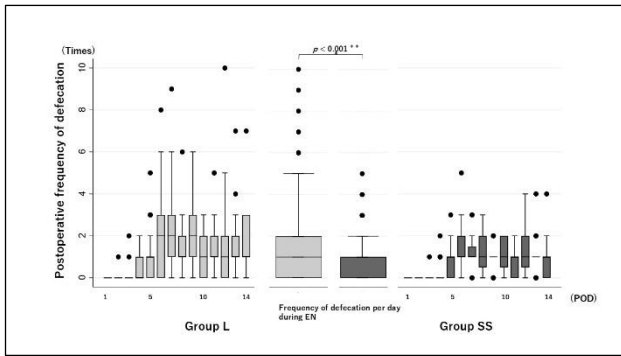 (Times)
p < 0.001 **
Postoperative frequency of defecation
10
8
6
4
2
0
1 5 10 14
1 5 10 14
(POD)
Frequency of defecation per day
during EN
Group L
Group SS